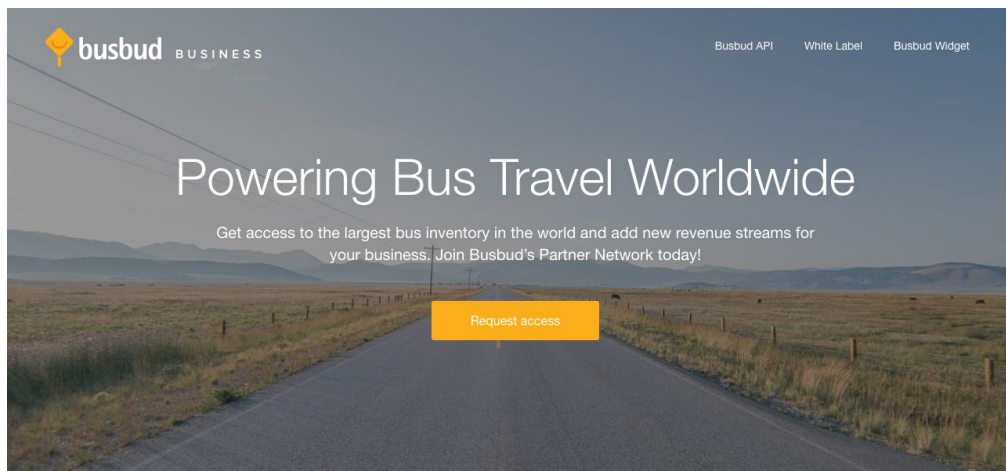 busbud BUSINESS
Busbud API White Label Busbud Widget
Powering Bus Travel Worldwide
Get access to the largest bus inventory in the world and add new revenue streams for
your business. Join Busbud's Partner Network today!
Request access